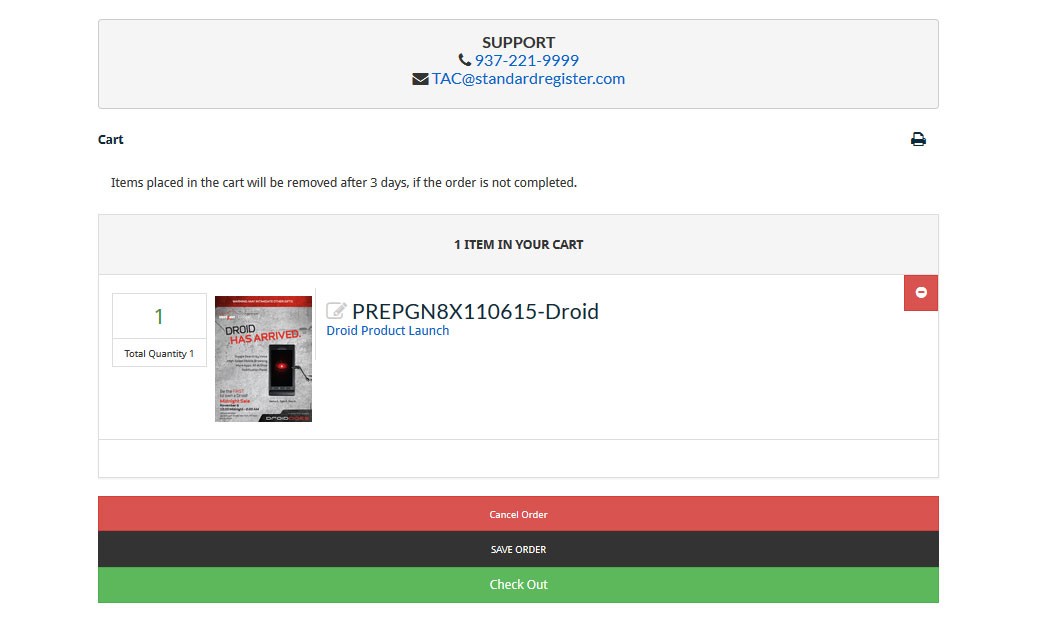 SUPPORT
937-221-9999
TAC@standardregister.com
Cart
Items placed in the cart will be removed after 3 days, if the order is not completed.
1 ITEM IN YOUR CART
1
Total Quantity 1
DROID
HAS ARRIVED.
Midnight Sale
PREPGN8X110615-Droid
Droid Product Launch
Cancel Order
SAVE ORDER
Check Out